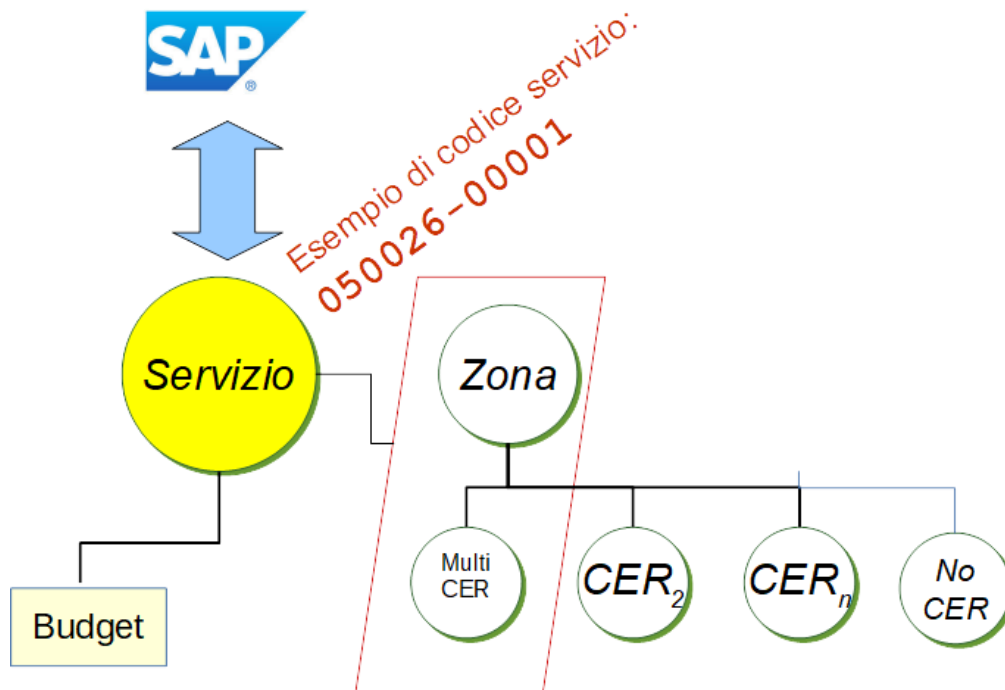 SAP
®
Esempio di codice servizio:
050026-00001
Servizio
Zona
Multi
CER
CER2
CERn
No
CER
Budget